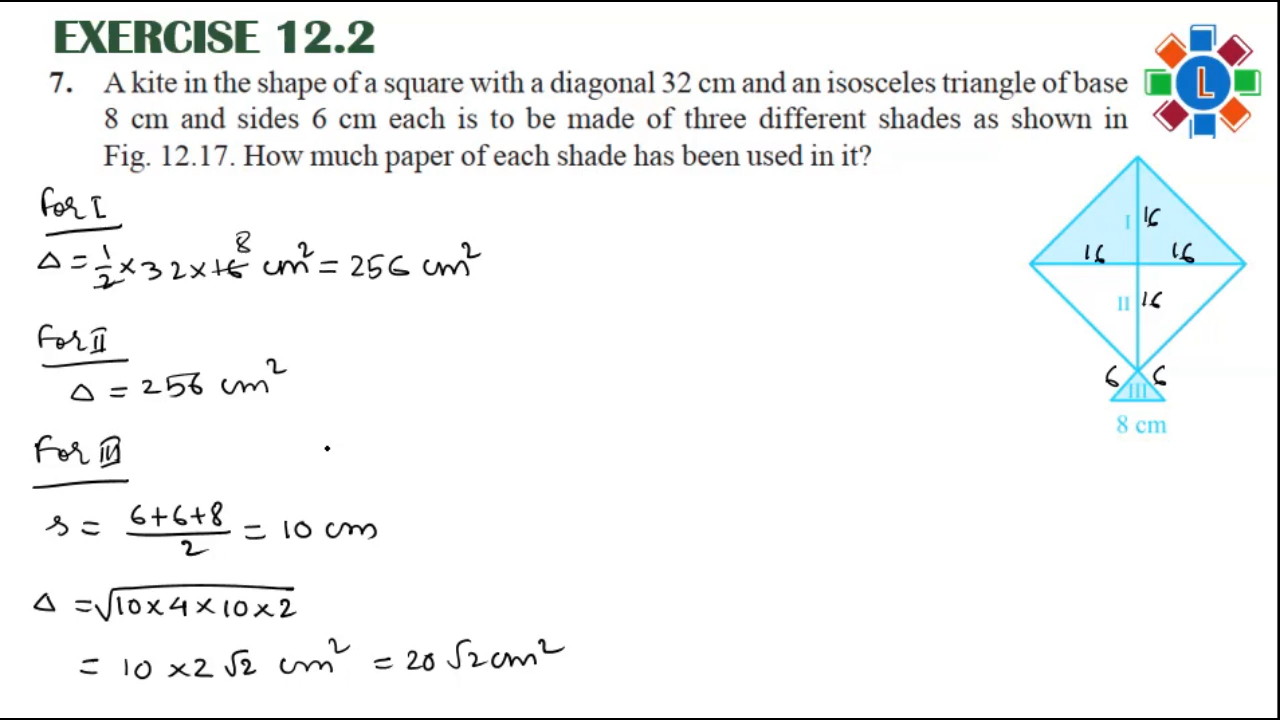 EXERCISE 12.2
7. A kite in the shape of a square with a diagonal 32 cm and an isosceles triangle of base
8 cm and sides 6 cm each is to be made of three different shades as shown in
Fig. 12.17. How much paper of each shade has been used in it?
L
For I
Δ = 1/2 × 32 × 16 8 cm² = 256 cm²
For II
Δ = 256 cm²
For III
s = (6+6+8)/2 = 10 cm
Δ = √(10 × 4 × 10 × 2)
= 10 × 2 √2 cm² = 20 √2 cm²
I 16
16 16
II 16
6 6
III
8 cm